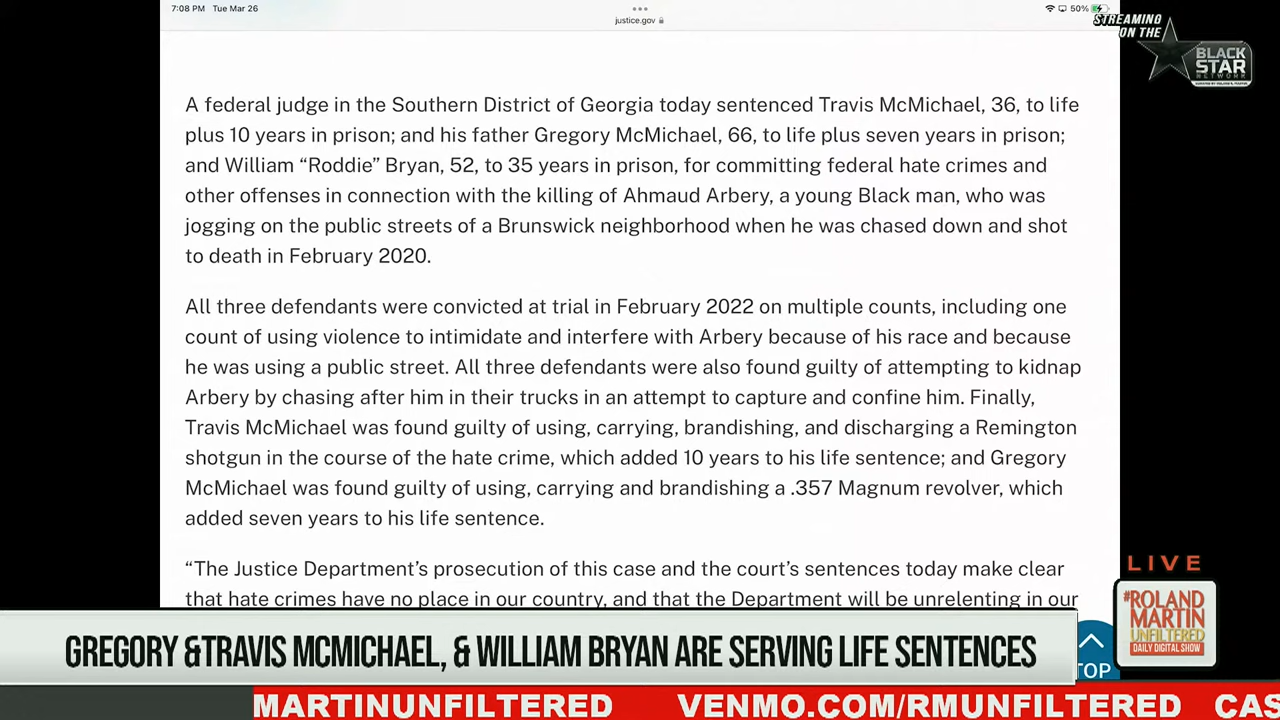 7:08 PM Tue Mar 26
justice.gov
50%
STREAMING
ON THE
BLACK
STAR
NETWORK
A federal judge in the Southern District of Georgia today sentenced Travis McMichael, 36, to life
plus 10 years in prison; and his father Gregory McMichael, 66, to life plus seven years in prison;
and William “Roddie” Bryan, 52, to 35 years in prison, for committing federal hate crimes and
other offenses in connection with the killing of Ahmaud Arbery, a young Black man, who was
jogging on the public streets of a Brunswick neighborhood when he was chased down and shot
to death in February 2020.
All three defendants were convicted at trial in February 2022 on multiple counts, including one
count of using violence to intimidate and interfere with Arbery because of his race and because
he was using a public street. All three defendants were also found guilty of attempting to kidnap
Arbery by chasing after him in their trucks in an attempt to capture and confine him. Finally,
Travis McMichael was found guilty of using, carrying, brandishing, and discharging a Remington
shotgun in the course of the hate crime, which added 10 years to his life sentence; and Gregory
McMichael was found guilty of using, carrying and brandishing a .357 Magnum revolver, which
added seven years to his life sentence.
“The Justice Department’s prosecution of this case and the court’s sentences today make clear
that hate crimes have no place in our country, and that the Department will be unrelenting in our
LIVE
#ROLAND
MARTIN
UNFILTERED
DAILY DIGITAL SHOW
TOP
GREGORY &TRAVIS MCMICHAEL, & WILLIAM BRYAN ARE SERVING LIFE SENTENCES
MARTINUNFILTERED VENMO.COM/RMUNFILTERED CAS